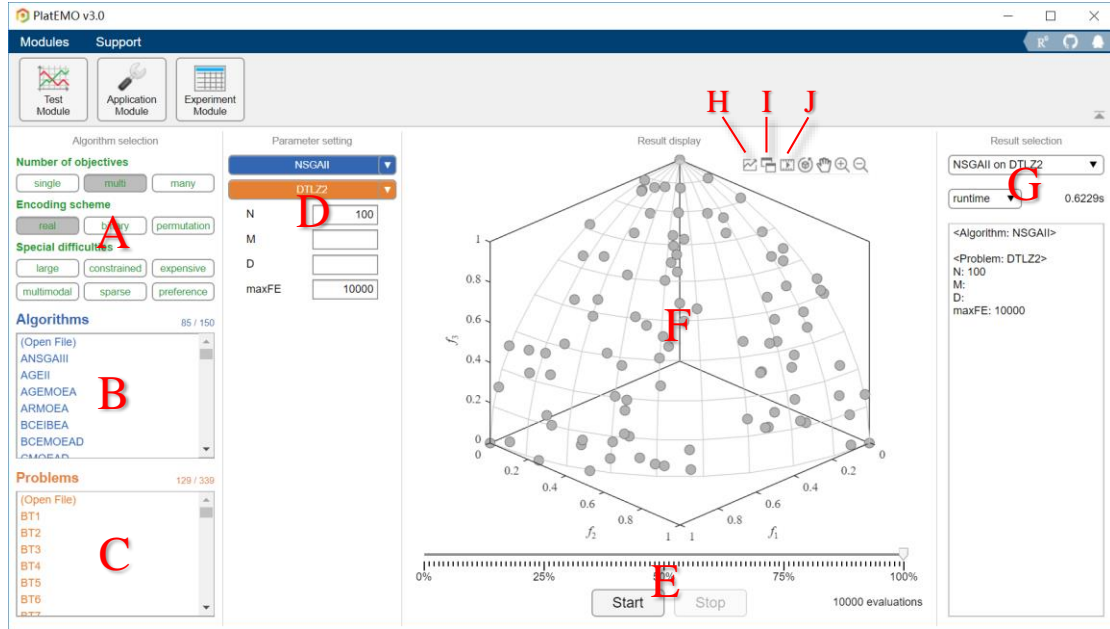 PlatEMO v3.0
Modules Support
R⁶
Test Module
Application Module
Experiment Module
H I J
Algorithm selection
Number of objectives
single multi many
Encoding scheme
real binary permutation
A
Special difficulties
large constrained expensive
multimodal sparse preference
Algorithms 85 / 150
(Open File)
ANSGAIII
AGEII
AGEMOEA
ARMOEA
BCEIBEA
BCEMOEAD
CMOEAD
B
Problems 129 / 339
(Open File)
BT1
BT2
BT3
BT4
BT5
BT6
BT7
C
Parameter setting
NSGAII
DTLZ2
D
N 100
M
D
maxFE 10000
Result display
1
0.8
0.6
0.4
0.2
0
f3
F
0 0.2 0.4 0.6 0.8 1
f2
1 0.8 0.6 0.4 0.2 0
f1
0% 25% 50% 75% 100%
E
Start Stop 10000 evaluations
Result selection
NSGAII on DTLZ2
G
runtime 0.6229s
<Algorithm: NSGAII>
<Problem: DTLZ2>
N: 100
M:
D:
maxFE: 10000